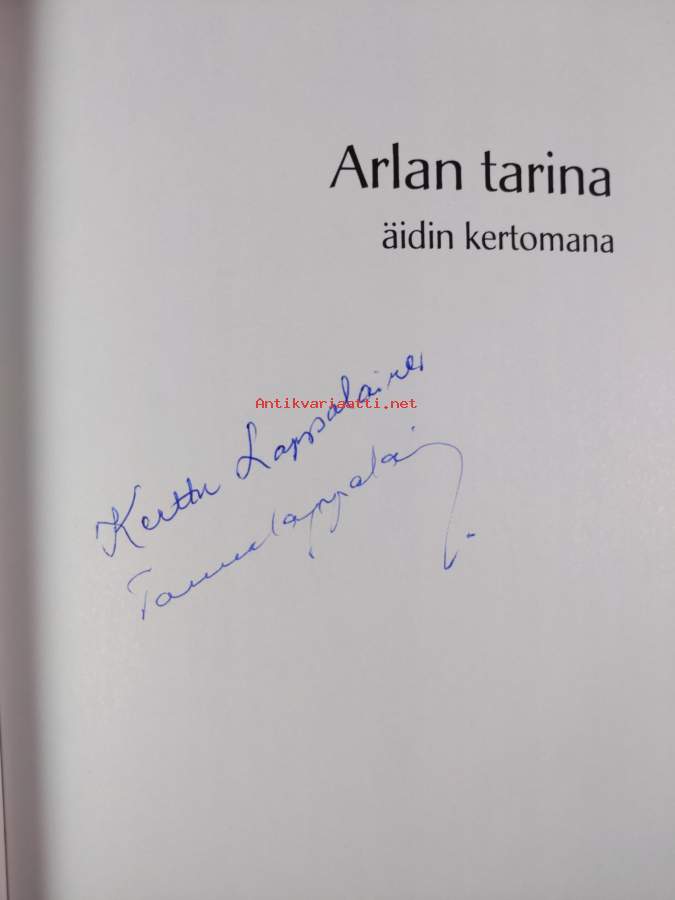 Arlan tarina
äidin kertomana
Kerttu Lappalainen
Antikvariaatti.net